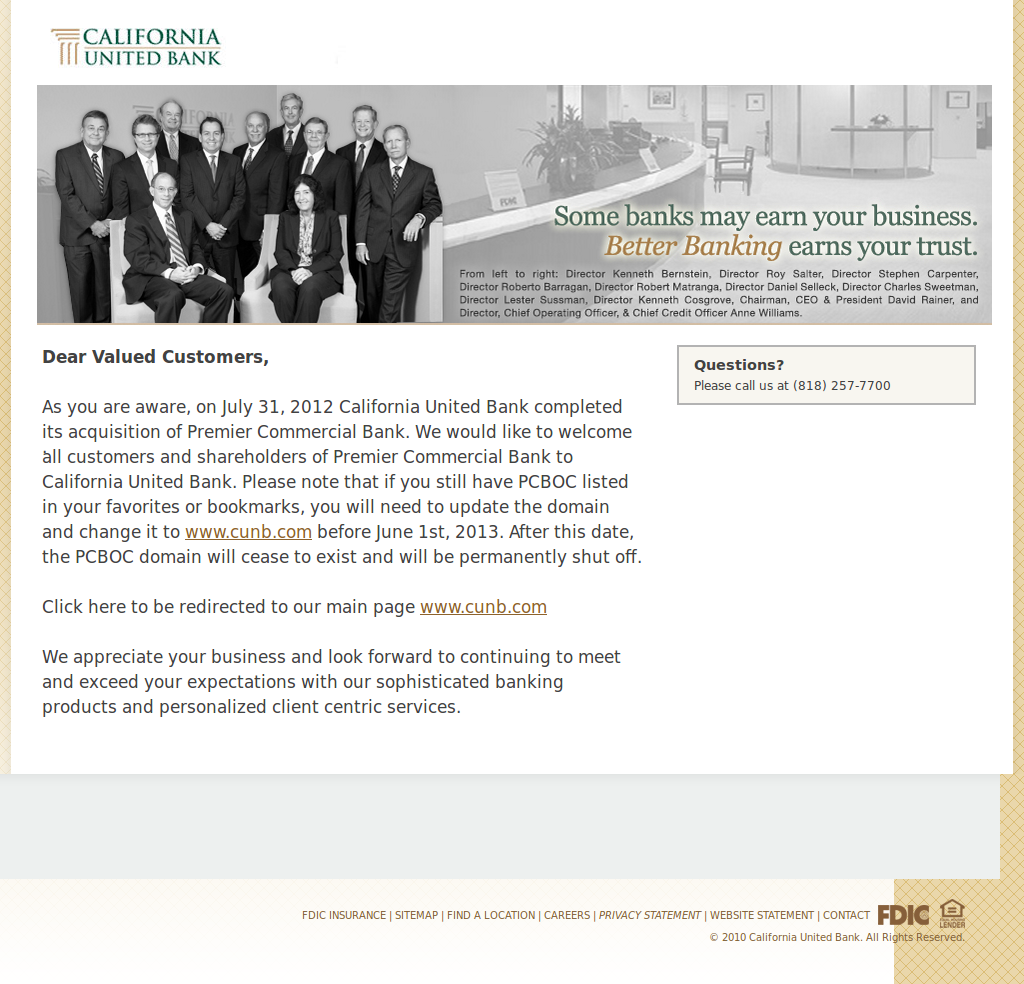 CALIFORNIA
UNITED BANK
Some banks may earn your business.
Better Banking earns your trust.
From left to right: Director Kenneth Bernstein, Director Roy Salter, Director Stephen Carpenter,
Director Roberto Barragan, Director Robert Matranga, Director Daniel Selleck, Director Charles Sweetman,
Director Lester Sussman, Director Kenneth Cosgrove, Chairman, CEO & President David Rainer, and
Director, Chief Operating Officer, & Chief Credit Officer Anne Williams.
Dear Valued Customers,
As you are aware, on July 31, 2012 California United Bank completed
its acquisition of Premier Commercial Bank. We would like to welcome
all customers and shareholders of Premier Commercial Bank to
California United Bank. Please note that if you still have PCBOC listed
in your favorites or bookmarks, you will need to update the domain
and change it to www.cunb.com before June 1st, 2013. After this date,
the PCBOC domain will cease to exist and will be permanently shut off.
Click here to be redirected to our main page www.cunb.com
We appreciate your business and look forward to continuing to meet
and exceed your expectations with our sophisticated banking
products and personalized client centric services.
Questions?
Please call us at (818) 257-7700
FDIC INSURANCE | SITEMAP | FIND A LOCATION | CAREERS | PRIVACY STATEMENT | WEBSITE STATEMENT | CONTACT FDIC
LENDER
© 2010 California United Bank. All Rights Reserved.